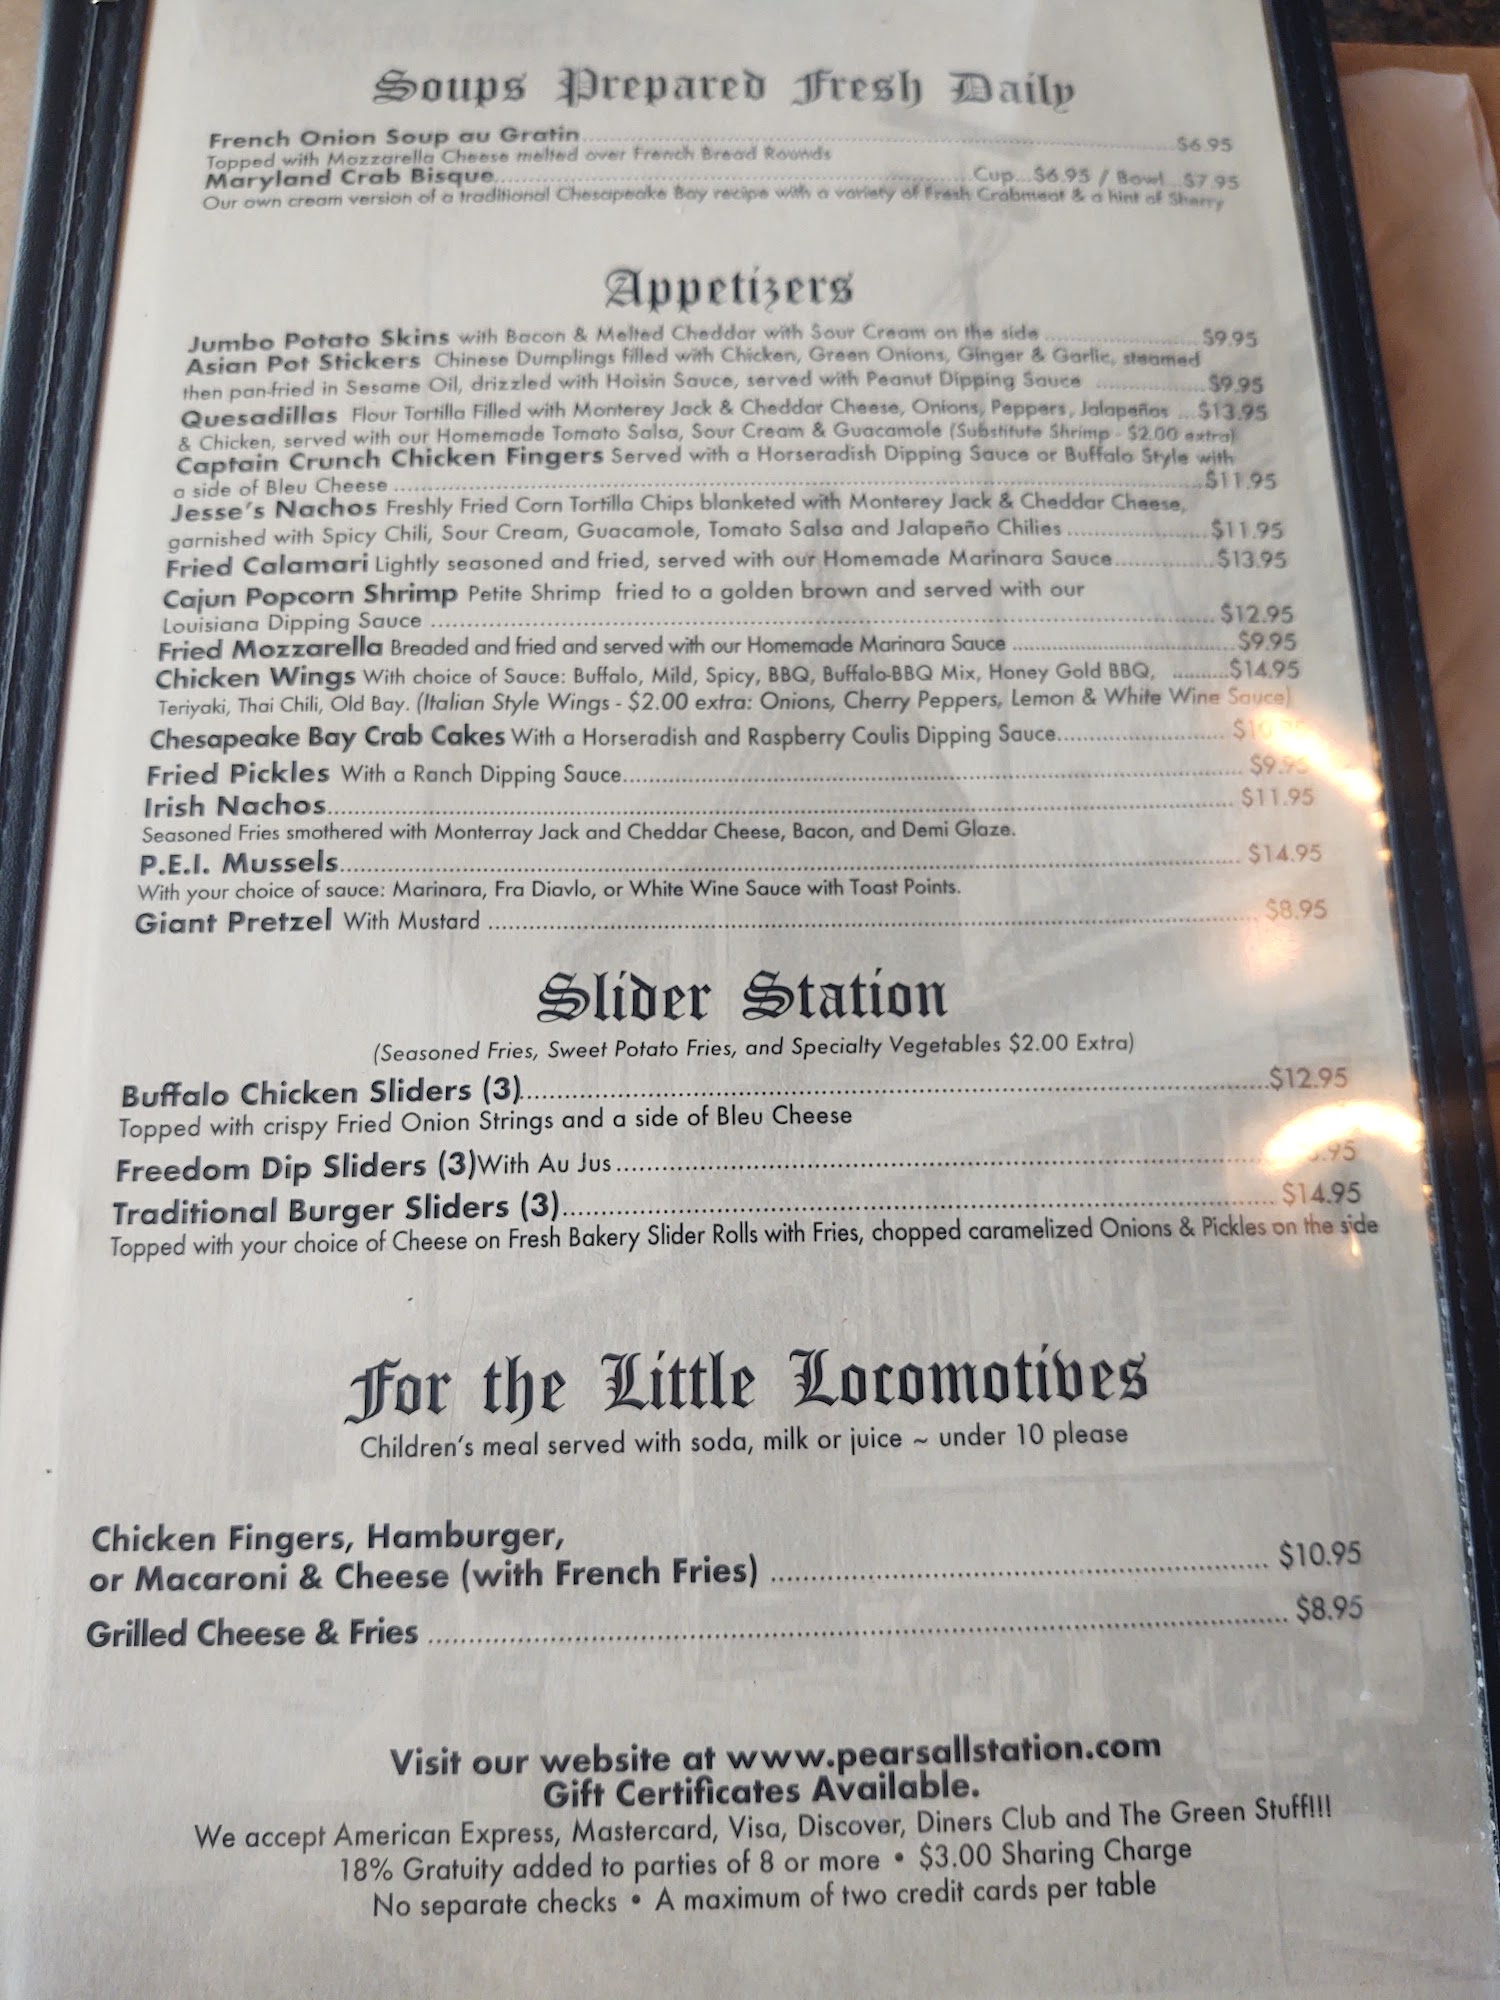 Soups Prepared Fresh Daily
French Onion Soup au Gratin..........$6.95
Topped with Mozzarella Cheese melted over French Bread Rounds
Maryland Crab Bisque..........Cup...$6.95 / Bowl...$7.95
Our own cream version of a traditional Chesapeake Bay recipe with a variety of Fresh Crabmeat & a hint of Sherry
Appetizers
Jumbo Potato Skins with Bacon & Melted Cheddar with Sour Cream on the side ..........$9.95
Asian Pot Stickers Chinese Dumplings filled with Chicken, Green Onions, Ginger & Garlic, steamed
then pan-fried in Sesame Oil, drizzled with Hoisin Sauce, served with Peanut Dipping Sauce ..........$9.95
Quesadillas Flour Tortilla Filled with Monterey Jack & Cheddar Cheese, Onions, Peppers, Jalapeños ...$13.95
& Chicken, served with our Homemade Tomato Salsa, Sour Cream & Guacamole (Substitute Shrimp - $2.00 extra)
Captain Crunch Chicken Fingers Served with a Horseradish Dipping Sauce or Buffalo Style with
a side of Bleu Cheese ..........$11.95
Jesse's Nachos Freshly Fried Corn Tortilla Chips blanketed with Monterey Jack & Cheddar Cheese,
garnished with Spicy Chili, Sour Cream, Guacamole, Tomato Salsa and Jalapeño Chilies ..........$11.95
Fried Calamari Lightly seasoned and fried, served with our Homemade Marinara Sauce..........$13.95
Cajun Popcorn Shrimp Petite Shrimp fried to a golden brown and served with our
Louisiana Dipping Sauce ..........$12.95
Fried Mozzarella Breaded and fried and served with our Homemade Marinara Sauce ..........$9.95
Chicken Wings With choice of Sauce: Buffalo, Mild, Spicy, BBQ, Buffalo-BBQ Mix, Honey Gold BBQ, ..........$14.95
Teriyaki, Thai Chili, Old Bay. (Italian Style Wings - $2.00 extra: Onions, Cherry Peppers, Lemon & White Wine Sauce)
Chesapeake Bay Crab Cakes With a Horseradish and Raspberry Coulis Dipping Sauce..........
Fried Pickles With a Ranch Dipping Sauce..........$9.95
Irish Nachos..........$11.95
Seasoned Fries smothered with Monterray Jack and Cheddar Cheese, Bacon, and Demi Glaze.
P.E.I. Mussels..........$14.95
With your choice of sauce: Marinara, Fra Diavlo, or White Wine Sauce with Toast Points.
Giant Pretzel With Mustard ..........$8.95
Slider Station
(Seasoned Fries, Sweet Potato Fries, and Specialty Vegetables $2.00 Extra)
Buffalo Chicken Sliders (3)..........$12.95
Topped with crispy Fried Onion Strings and a side of Bleu Cheese
Freedom Dip Sliders (3)With Au Jus..........
Traditional Burger Sliders (3)..........$14.95
Topped with your choice of Cheese on Fresh Bakery Slider Rolls with Fries, chopped caramelized Onions & Pickles on the side
For the Little Locomotives
Children's meal served with soda, milk or juice ~ under 10 please
Chicken Fingers, Hamburger,
or Macaroni & Cheese (with French Fries) ..........$10.95
Grilled Cheese & Fries ..........$8.95
Visit our website at www.pearsallstation.com
Gift Certificates Available.
We accept American Express, Mastercard, Visa, Discover, Diners Club and The Green Stuff!!!
18% Gratuity added to parties of 8 or more • $3.00 Sharing Charge
No separate checks • A maximum of two credit cards per table